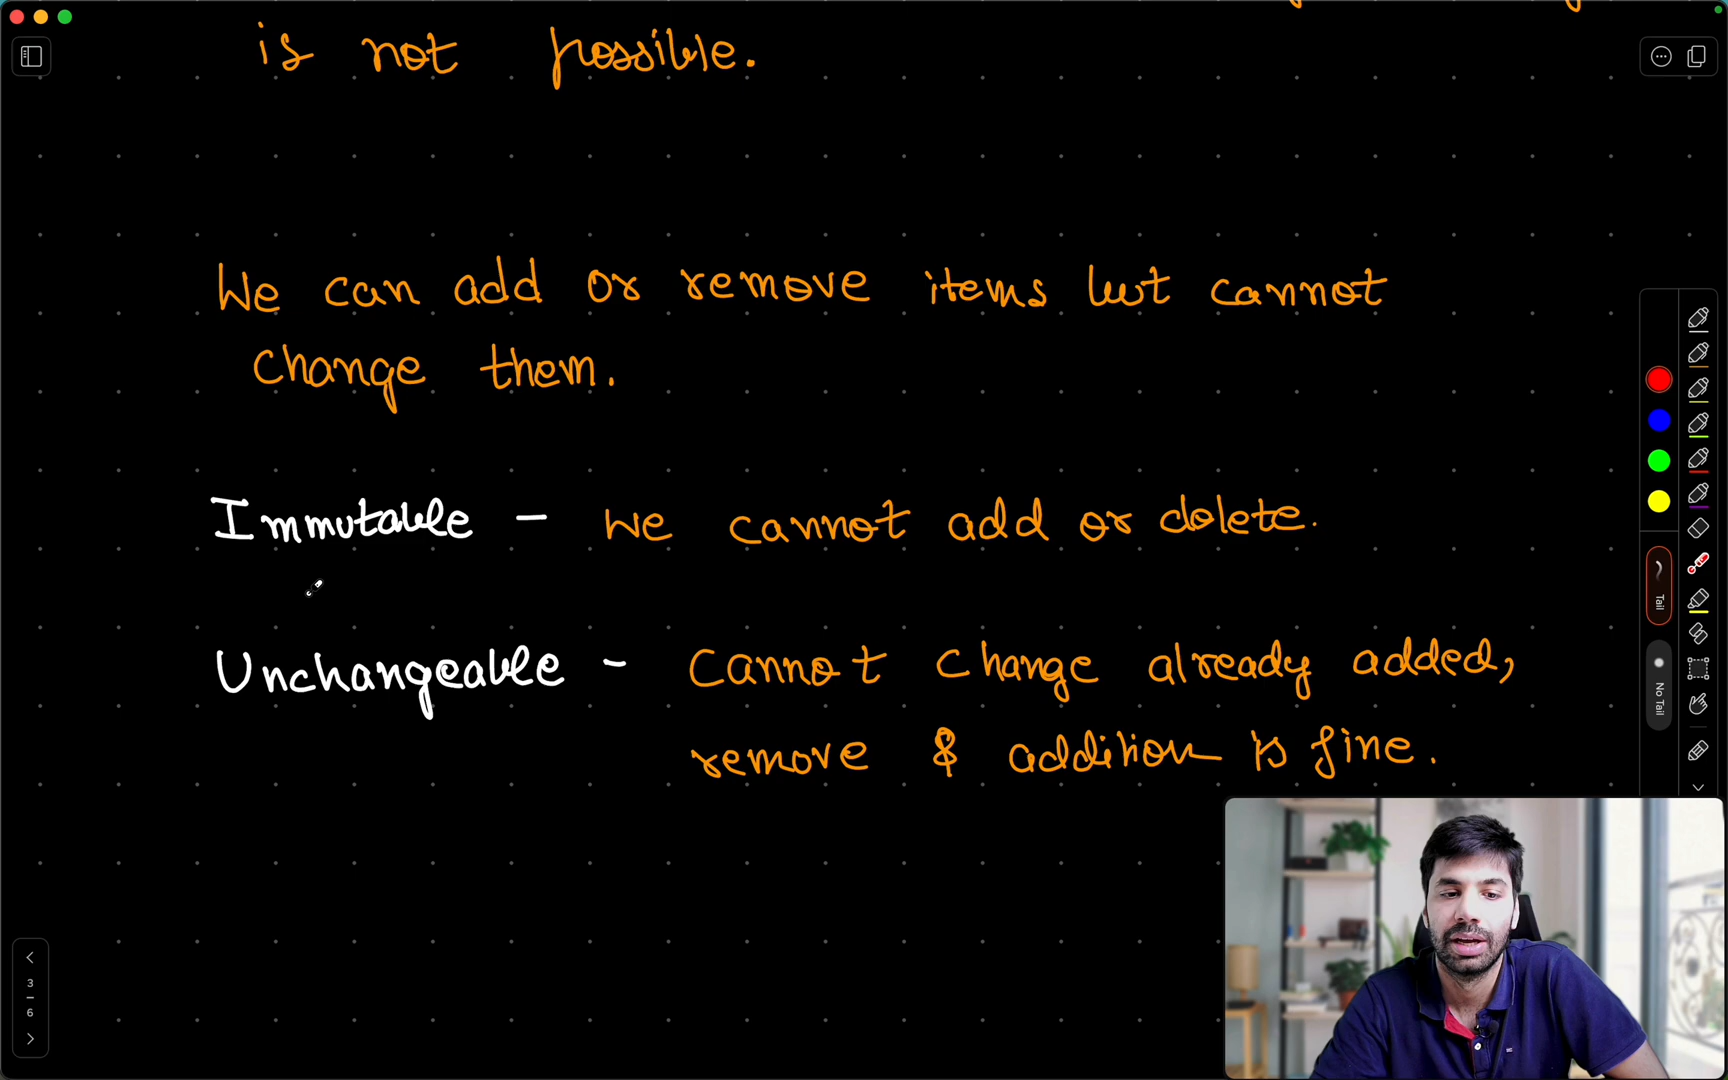 is not possible.
We can add or remove items but cannot
change them.
Immutable - We cannot add or delete.
Unchangeable - Cannot change already added,
remove & addition is fine.
Tail
No Tail
3
6